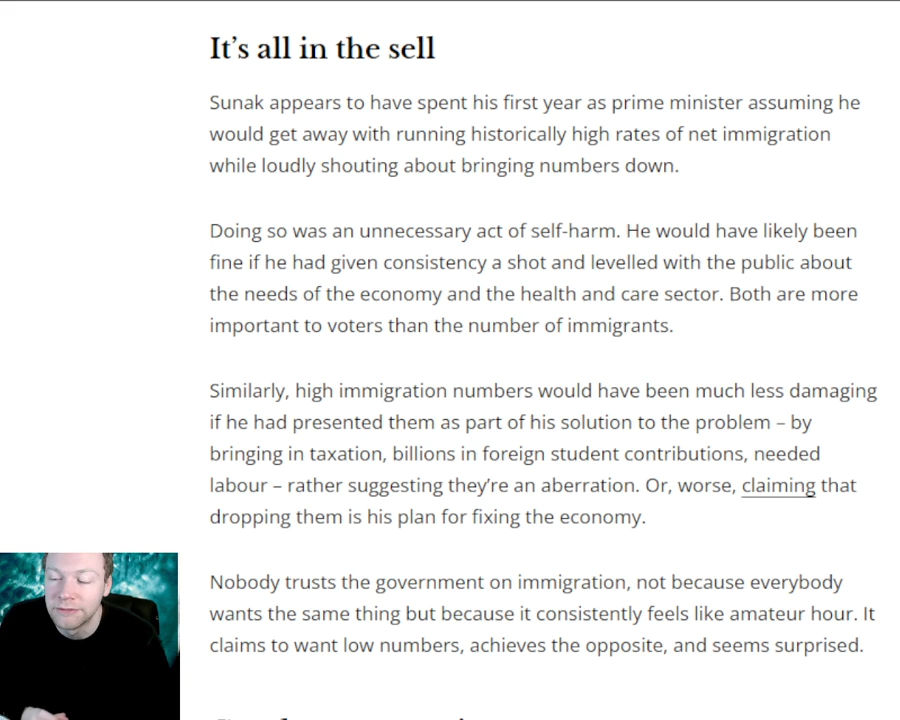 It’s all in the sell
Sunak appears to have spent his first year as prime minister assuming he
would get away with running historically high rates of net immigration
while loudly shouting about bringing numbers down.
Doing so was an unnecessary act of self-harm. He would have likely been
fine if he had given consistency a shot and levelled with the public about
the needs of the economy and the health and care sector. Both are more
important to voters than the number of immigrants.
Similarly, high immigration numbers would have been much less damaging
if he had presented them as part of his solution to the problem – by
bringing in taxation, billions in foreign student contributions, needed
labour – rather suggesting they’re an aberration. Or, worse, claiming that
dropping them is his plan for fixing the economy.
Nobody trusts the government on immigration, not because everybody
wants the same thing but because it consistently feels like amateur hour. It
claims to want low numbers, achieves the opposite, and seems surprised.